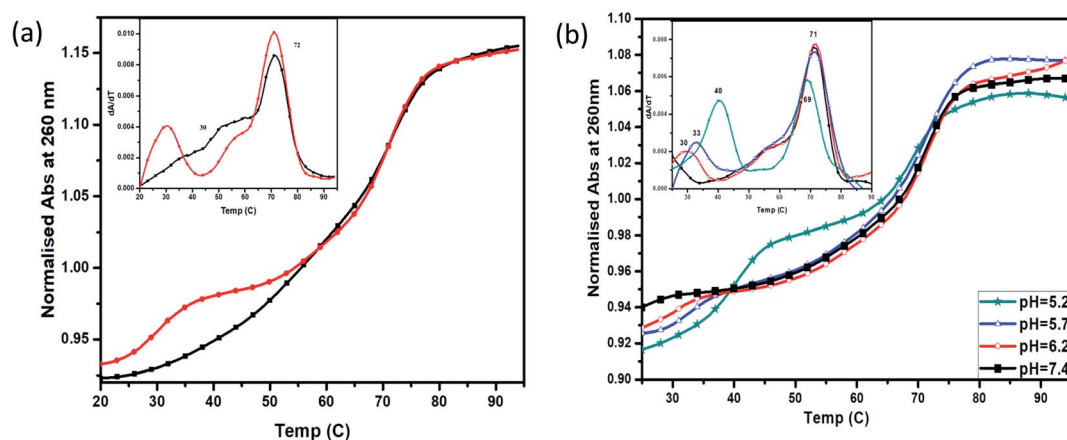 (a)
Normalised Abs at 260 nm
1.15
1.10
1.05
1.00
0.95
20 30 40 50 60 70 80 90
Temp (C)
dA/dT
0.010
0.008
0.006
0.004
0.002
0.000
20 30 40 50 60 70 80 90
Temp (C)
30
72
(b)
Normalised Abs at 260nm
1.10
1.08
1.06
1.04
1.02
1.00
0.98
0.96
0.94
0.92
0.90
30 40 50 60 70 80 90
Temp (C)
dA/dT
0.008
0.006
0.004
0.002
0.000
30 40 50 60 70 80 90
Temp (C)
30
33
40
71
69
pH=5.2
pH=5.7
pH=6.2
pH=7.4